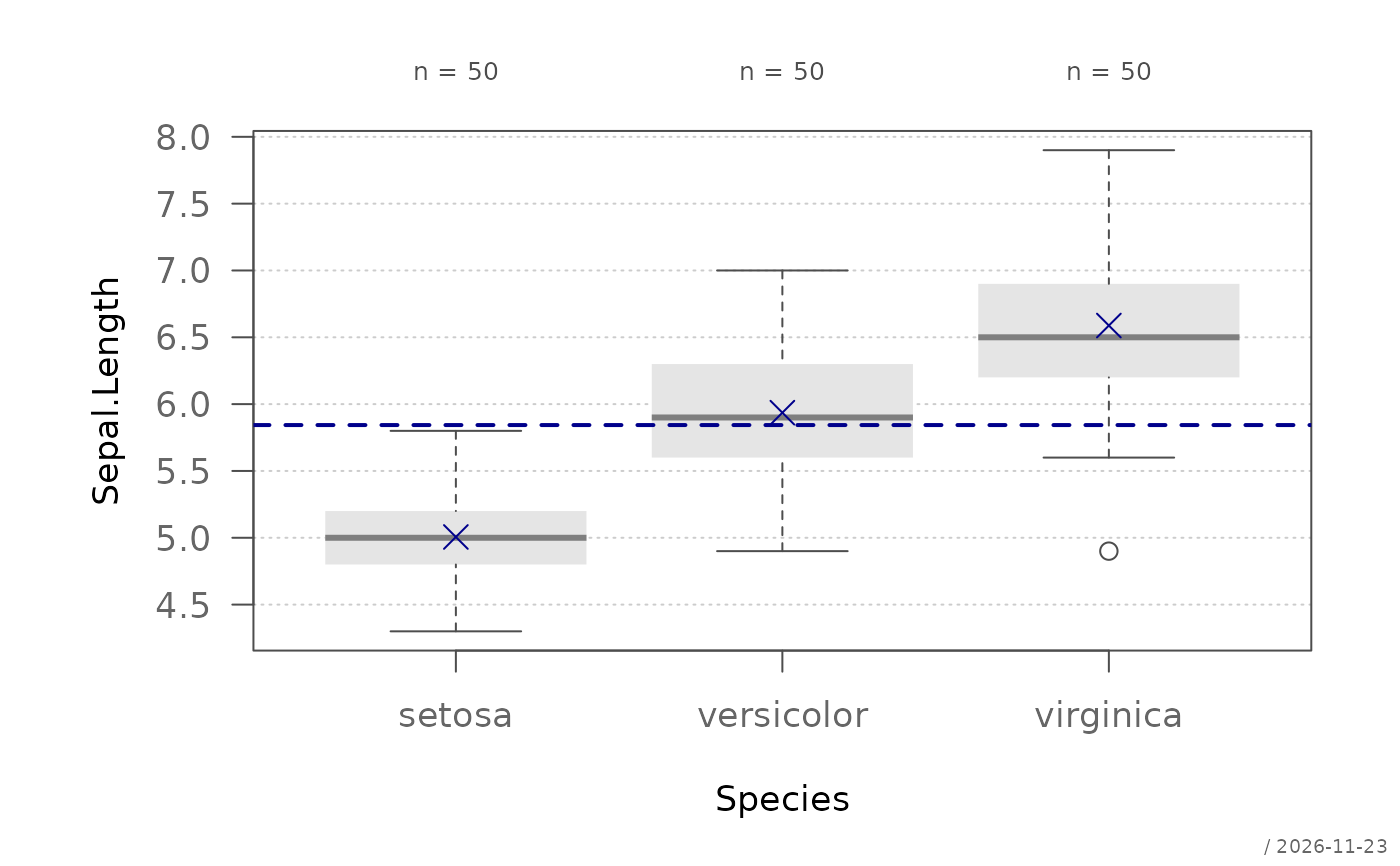 n = 50 n = 50 n = 50
8.0
7.5
7.0
6.5
6.0
5.5
5.0
4.5
Sepal.Length
setosa versicolor virginica
Species
/ 2026-11-23